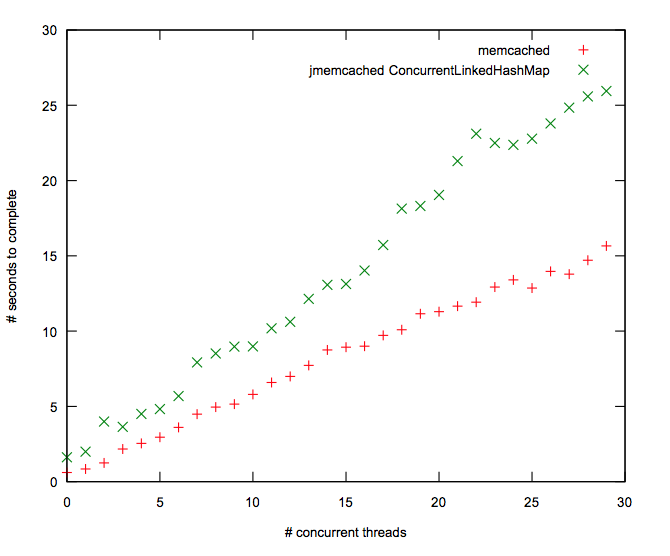 30
25
20
15
10
5
0
# seconds to complete
memcached
jmemcached ConcurrentLinkedHashMap
0 5 10 15 20 25 30
# concurrent threads